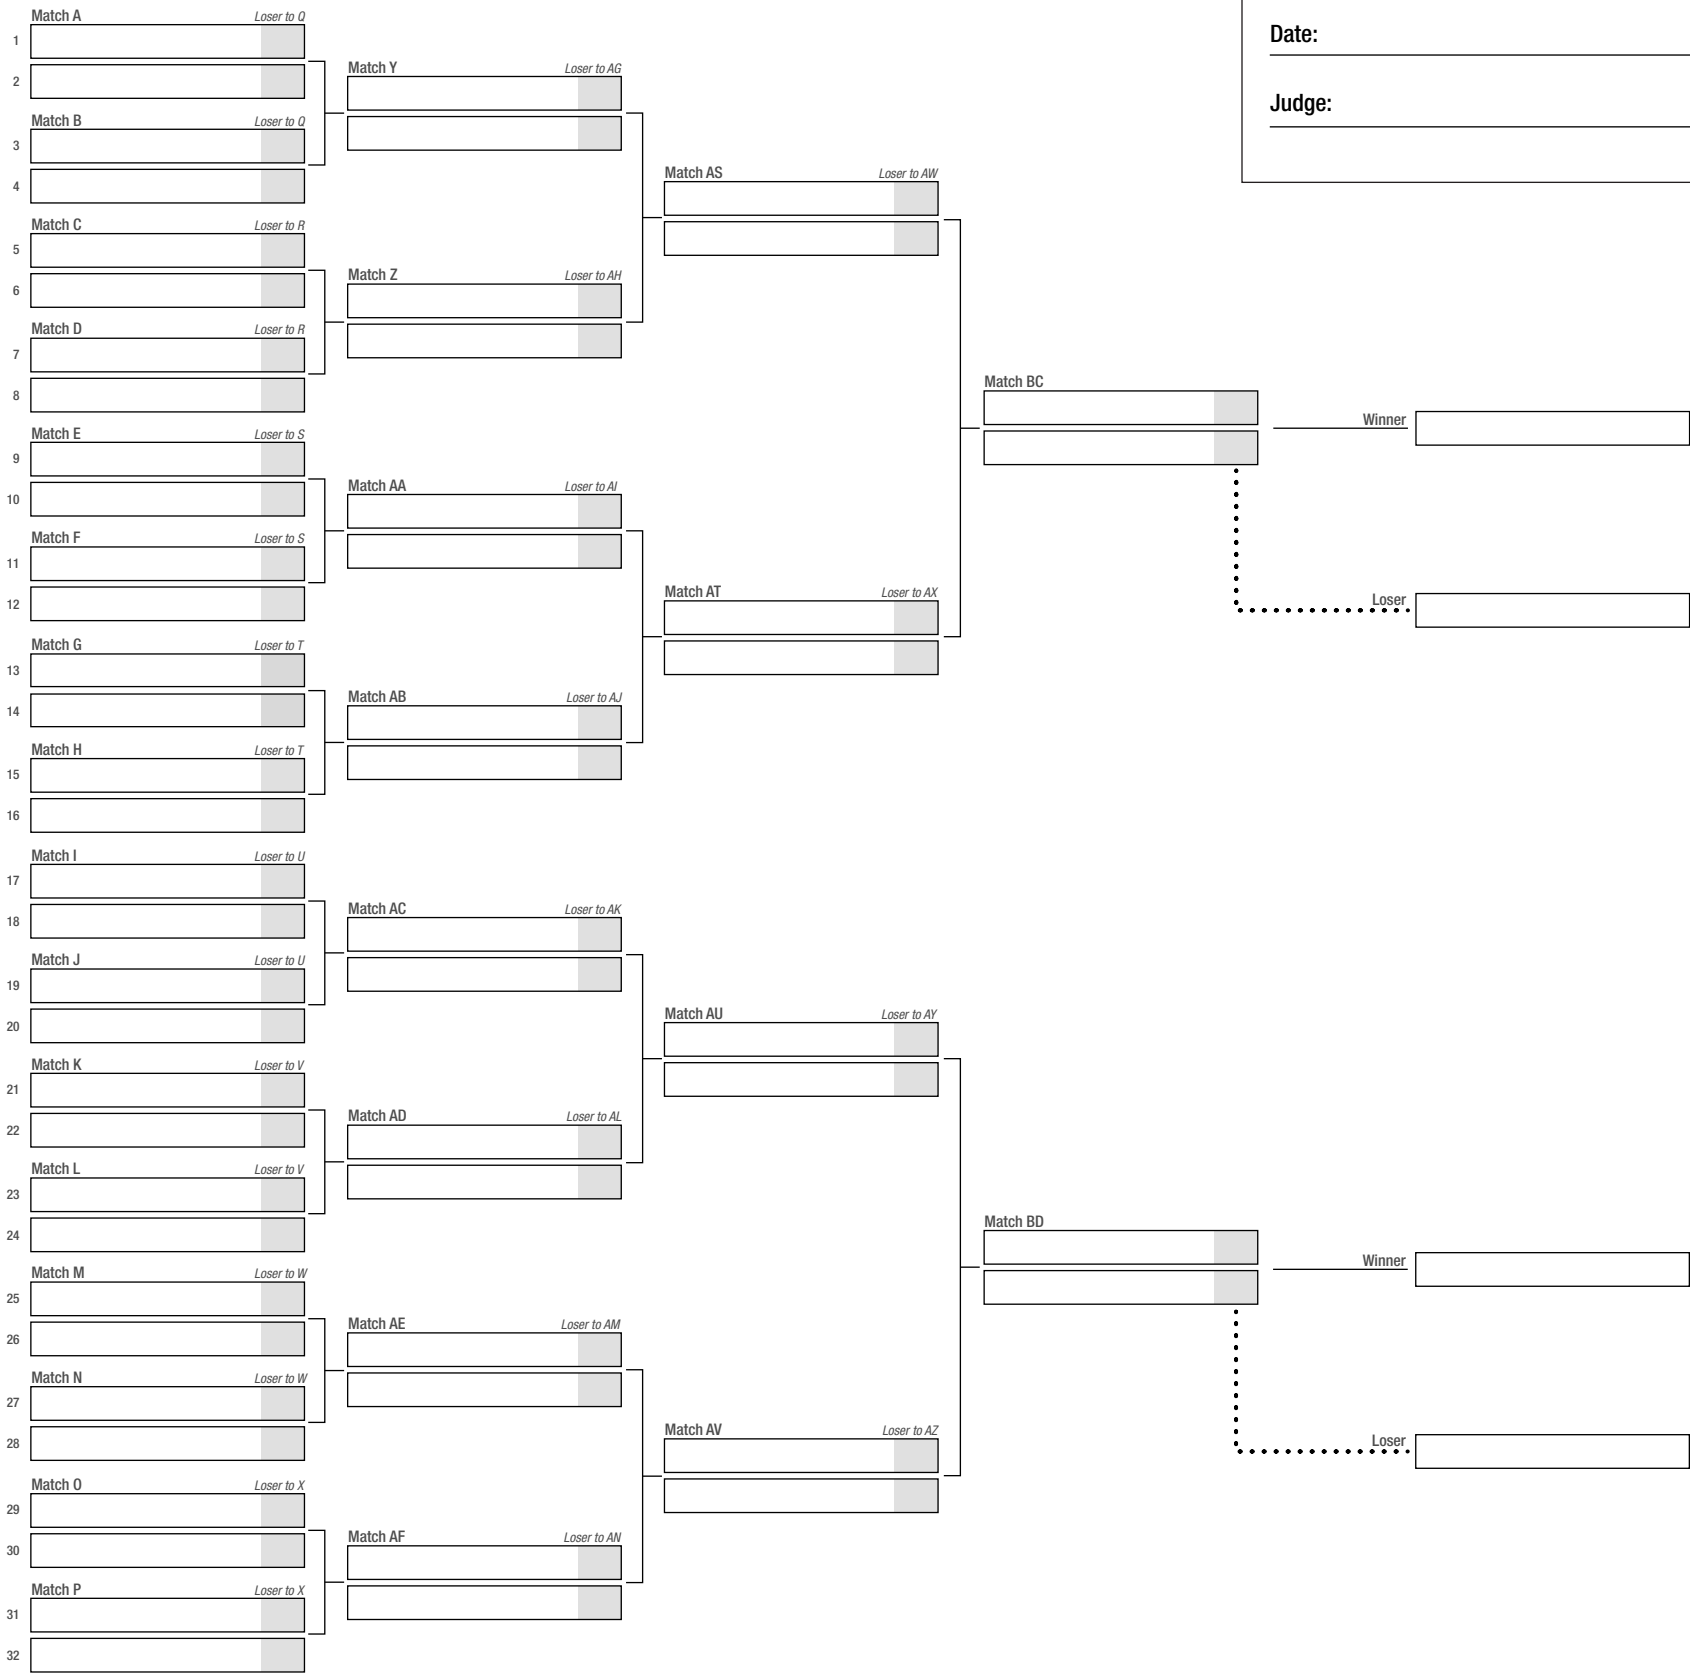 Date:
Judge:
Match A Loser to Q
1
2
Match B Loser to Q
3
4
Match C Loser to R
5
6
Match D Loser to R
7
8
Match E Loser to S
9
10
Match F Loser to S
11
12
Match G Loser to T
13
14
Match H Loser to T
15
16
Match I Loser to U
17
18
Match J Loser to U
19
20
Match K Loser to V
21
22
Match L Loser to V
23
24
Match M Loser to W
25
26
Match N Loser to W
27
28
Match O Loser to X
29
30
Match P Loser to X
31
32
Match Y Loser to AG
Match Z Loser to AH
Match AA Loser to AI
Match AB Loser to AJ
Match AC Loser to AK
Match AD Loser to AL
Match AE Loser to AM
Match AF Loser to AN
Match AS Loser to AW
Match AT Loser to AX
Match AU Loser to AY
Match AV Loser to AZ
Match BC
Winner
Loser
Match BD
Winner
Loser